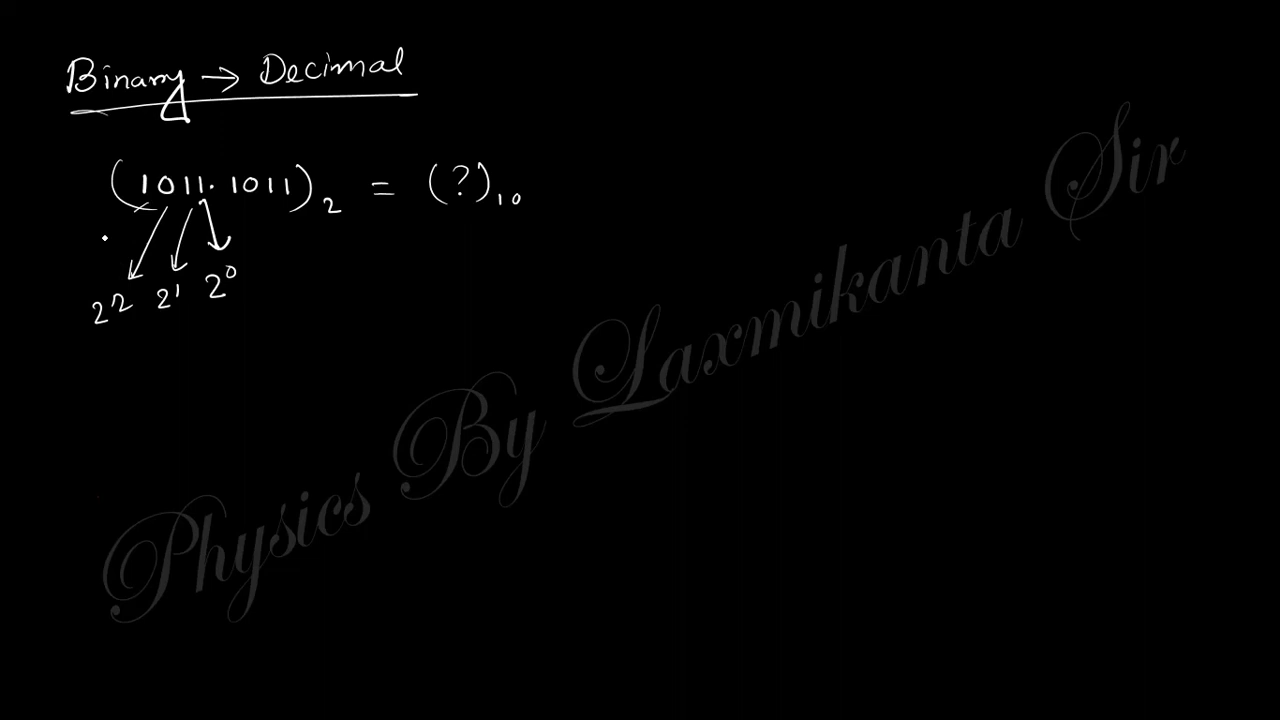 Binary → Decimal
(1011.1011)₂ = (?)₁₀
2² 2¹ 2⁰
Physics By Laxmikanta Sir